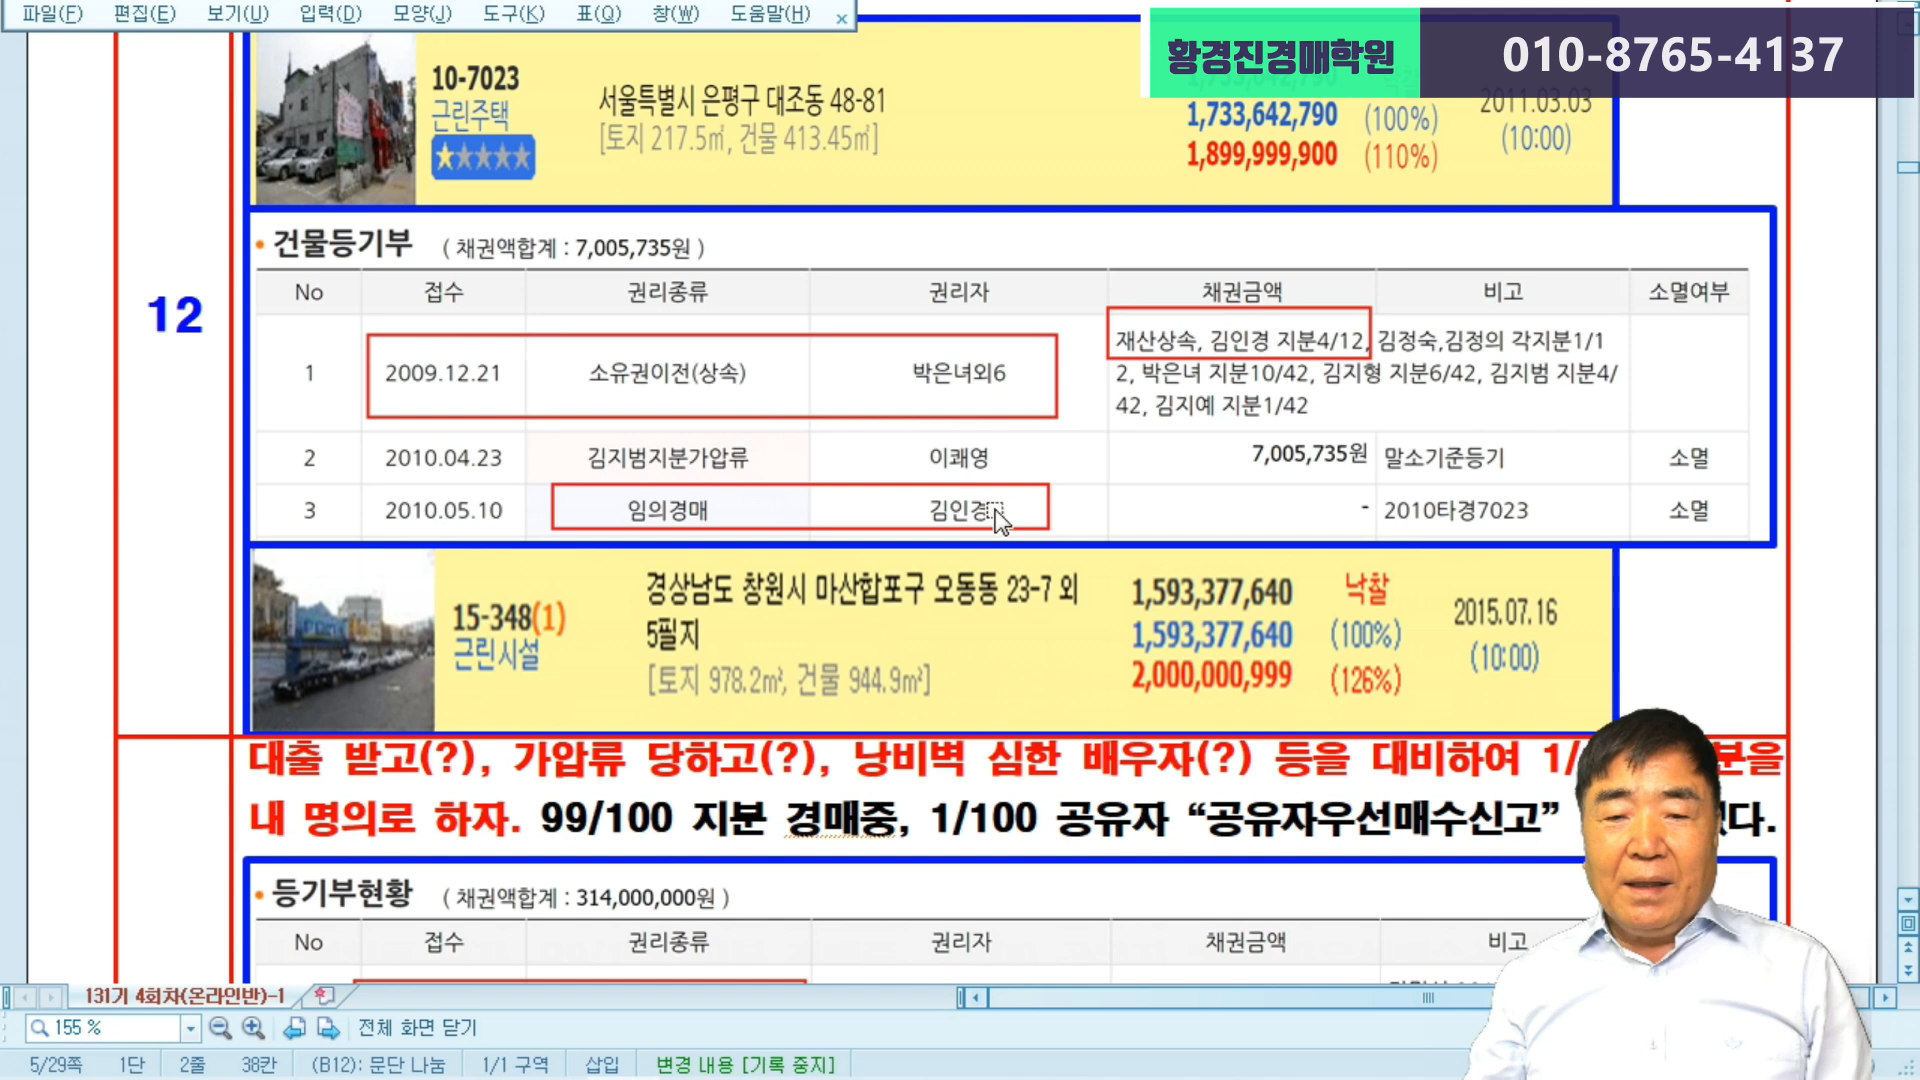 파일(F) 편집(E) 보기(U) 입력(D) 모양(J) 도구(K) 표(Q) 창(W) 도움말(H) x
황경진경매학원 010-8765-4137
10-7023
근린주택
서울특별시 은평구 대조동 48-81
[토지 217.5㎡, 건물 413.45㎡]
1,733,642,790 (100%)
1,899,999,900 (110%)
2011.03.03
(10:00)
12
• 건물등기부 ( 채권액합계 : 7,005,735원 )
No 접수 권리종류 권리자 채권금액 비고 소멸여부
1 2009.12.21 소유권이전(상속) 박은녀외6 재산상속, 김인경 지분4/12, 김정숙,김정의 각지분1/1
2, 박은녀 지분10/42, 김지형 지분6/42, 김지범 지분4/
42, 김지예 지분1/42
2 2010.04.23 김지범지분가압류 이쾌영 7,005,735원 말소기준등기 소멸
3 2010.05.10 임의경매 김인경 - 2010타경7023 소멸
15-348(1)
근린시설
경상남도 창원시 마산합포구 오동동 23-7 외
5필지
[토지 978.2㎡, 건물 944.9㎡]
1,593,377,640 낙찰
1,593,377,640 (100%)
2,000,000,999 (126%)
2015.07.16
(10:00)
대출 받고(?), 가압류 당하고(?), 낭비벽 심한 배우자(?) 등을 대비하여 1/ 분을
내 명의로 하자. 99/100 지분 경매중, 1/100 공유자 “공유자우선매수신고” 다.
• 등기부현황 ( 채권액합계 : 314,000,000원 )
No 접수 권리종류 권리자 채권금액 비고
131기 4회차(온라인반)-1
155 % 전체 화면 닫기
5/29쪽 1단 2줄 38칸 (B12): 문단 나눔 1/1 구역 삽입 변경 내용 [기록 중지]